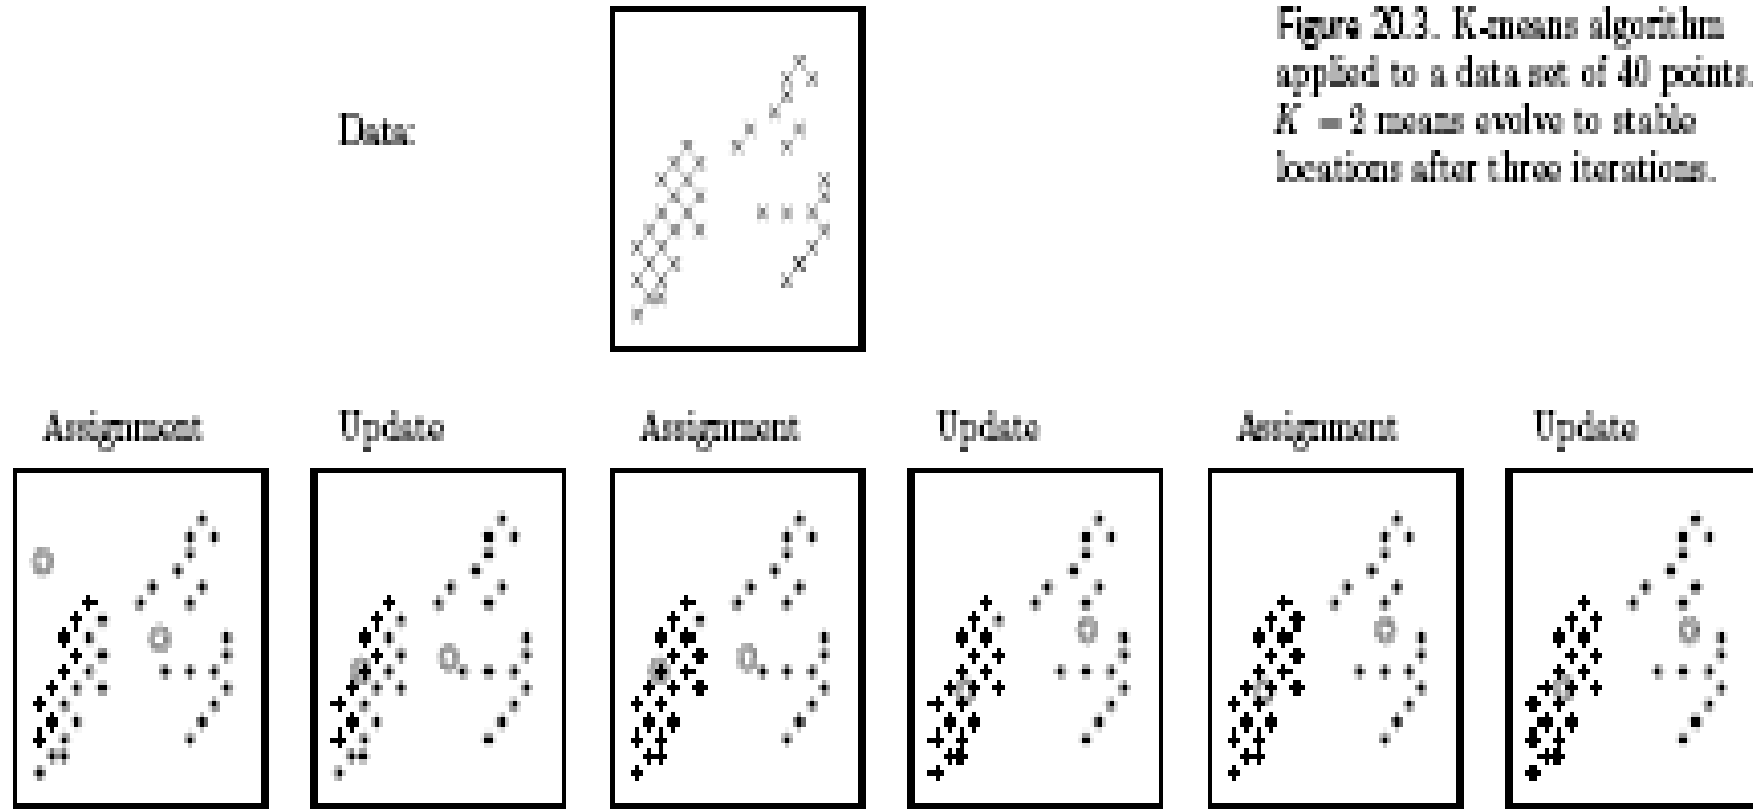 Figure 20.3. K-means algorithm
applied to a data set of 40 points.
K = 2 means evolve to stable
locations after three iterations.
Data:
Assignment Update Assignment Update Assignment Update